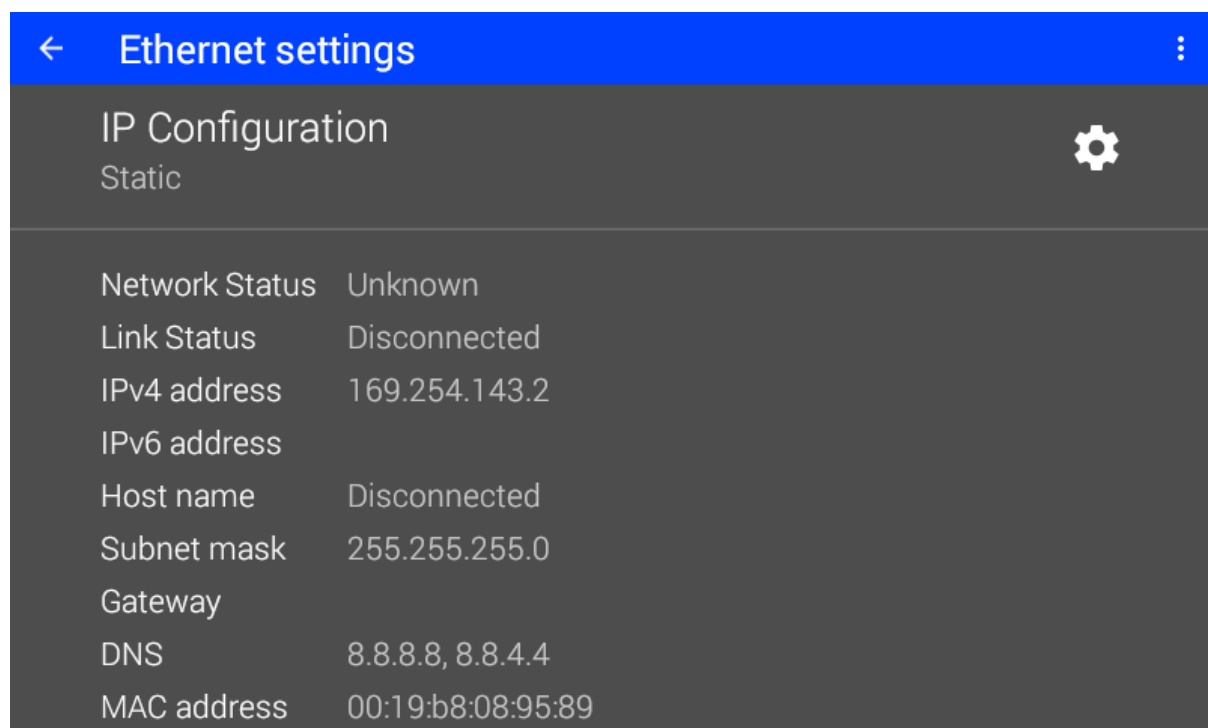 Ethernet settings
IP Configuration
Static
Network Status Unknown
Link Status Disconnected
IPv4 address 169.254.143.2
IPv6 address
Host name Disconnected
Subnet mask 255.255.255.0
Gateway
DNS 8.8.8.8, 8.8.4.4
MAC address 00:19:b8:08:95:89